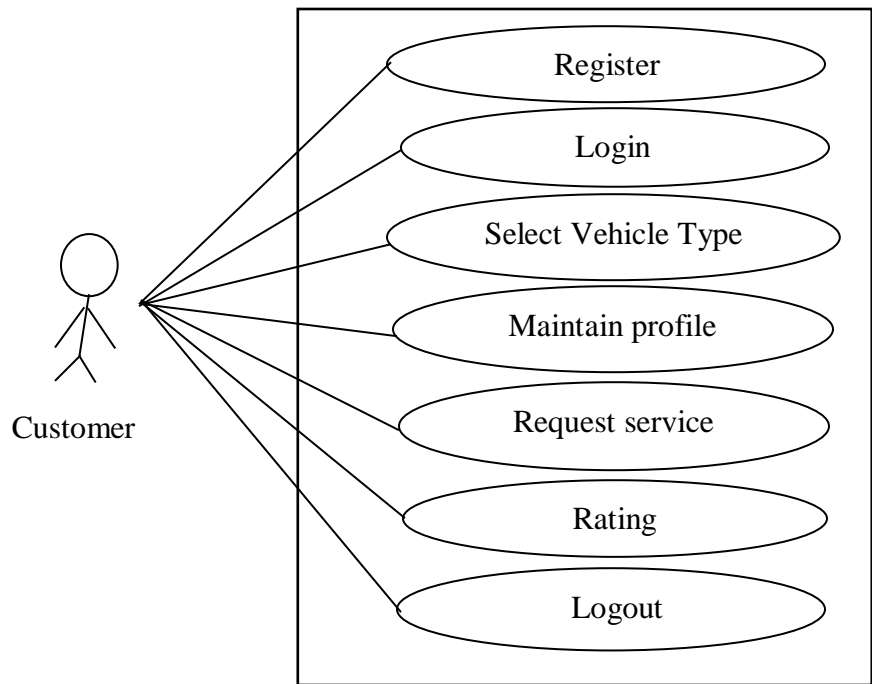 Register
Login
Select Vehicle Type
Maintain profile
Request service
Rating
Logout
Customer